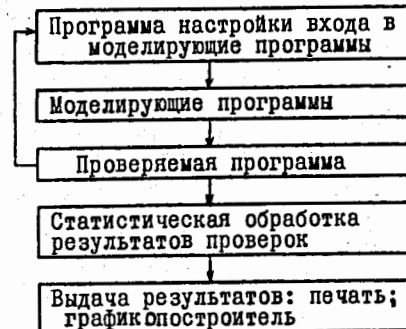 Программа настройки входа в
моделирующие программы
Моделирующие программы
Проверяемая программа
Статистическая обработка
результатов проверок
Выдача результатов: печать;
графикопостроитель